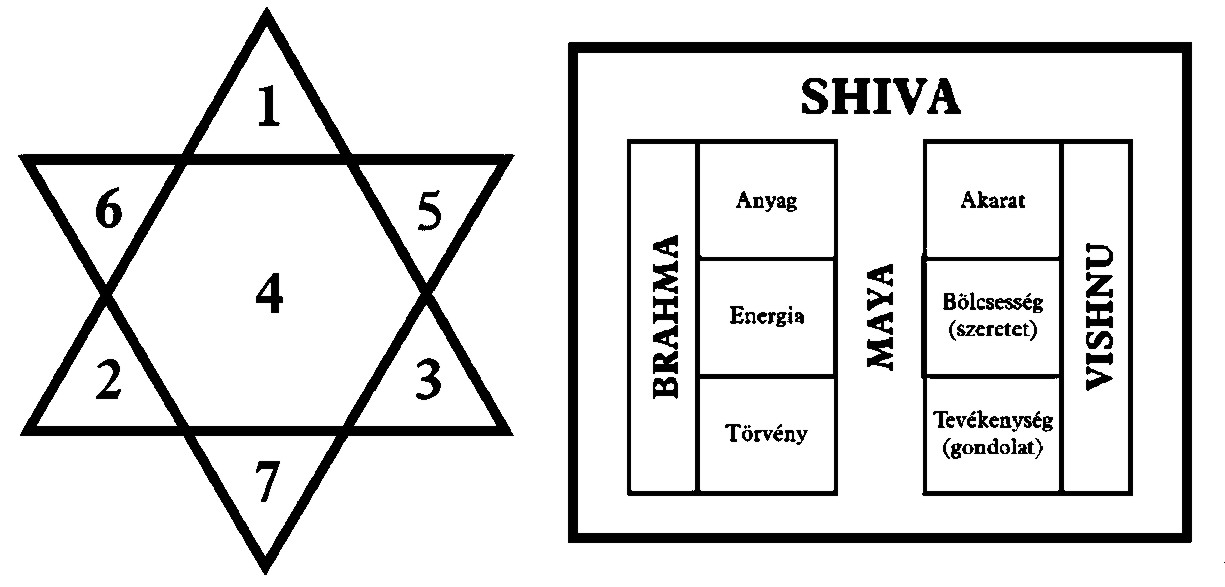 1
6
5
4
2
3
7
SHIVA
BRAHMA
Anyag
Energia
Törvény
MAYA
Akarat
Bölcsesség
(szeretet)
Tevékenység
(gondolat)
VISHNU